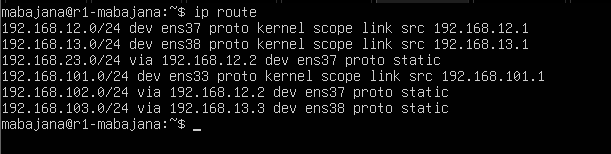 mabajana@r1-mabajana:~$ ip route
192.168.12.0/24 dev ens37 proto kernel scope link src 192.168.12.1
192.168.13.0/24 dev ens38 proto kernel scope link src 192.168.13.1
192.168.23.0/24 via 192.168.12.2 dev ens37 proto static
192.168.101.0/24 dev ens33 proto kernel scope link src 192.168.101.1
192.168.102.0/24 via 192.168.12.2 dev ens37 proto static
192.168.103.0/24 via 192.168.13.3 dev ens38 proto static
mabajana@r1-mabajana:~$ _